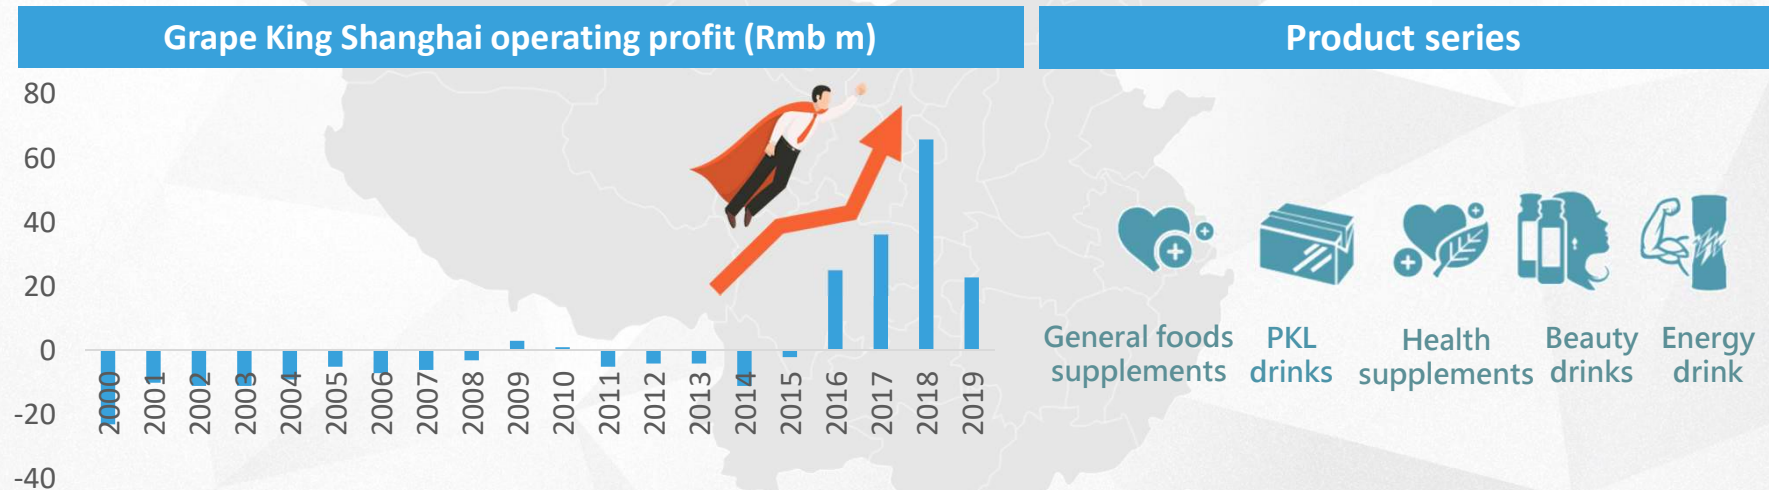 Grape King Shanghai operating profit (Rmb m)
80
60
40
20
0
-20
-40
2000
2001
2002
2003
2004
2005
2006
2007
2008
2009
2010
2011
2012
2013
2014
2015
2016
2017
2018
2019
Product series
General foods
supplements
PKL
drinks
Health
supplements
Beauty
drinks
Energy
drink